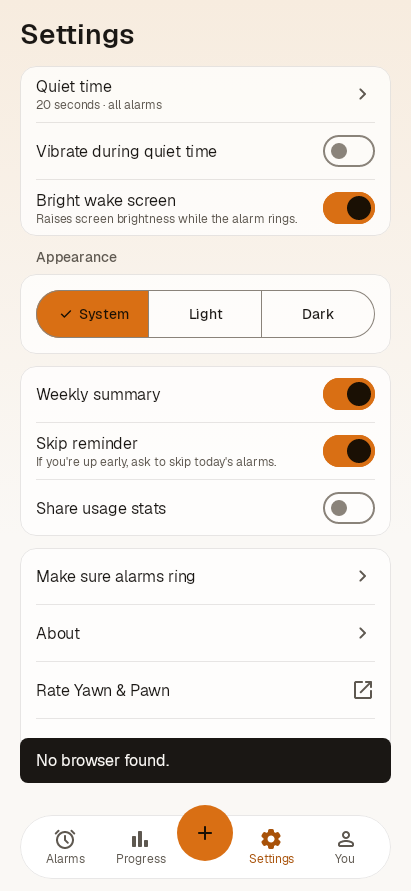 Settings
Quiet time
20 seconds · all alarms
Vibrate during quiet time
Bright wake screen
Raises screen brightness while the alarm rings.
Appearance
System
Light
Dark
Weekly summary
Skip reminder
If you're up early, ask to skip today's alarms.
Share usage stats
Make sure alarms ring
About
Rate Yawn & Pawn
No browser found.
Alarms
Progress
Settings
You